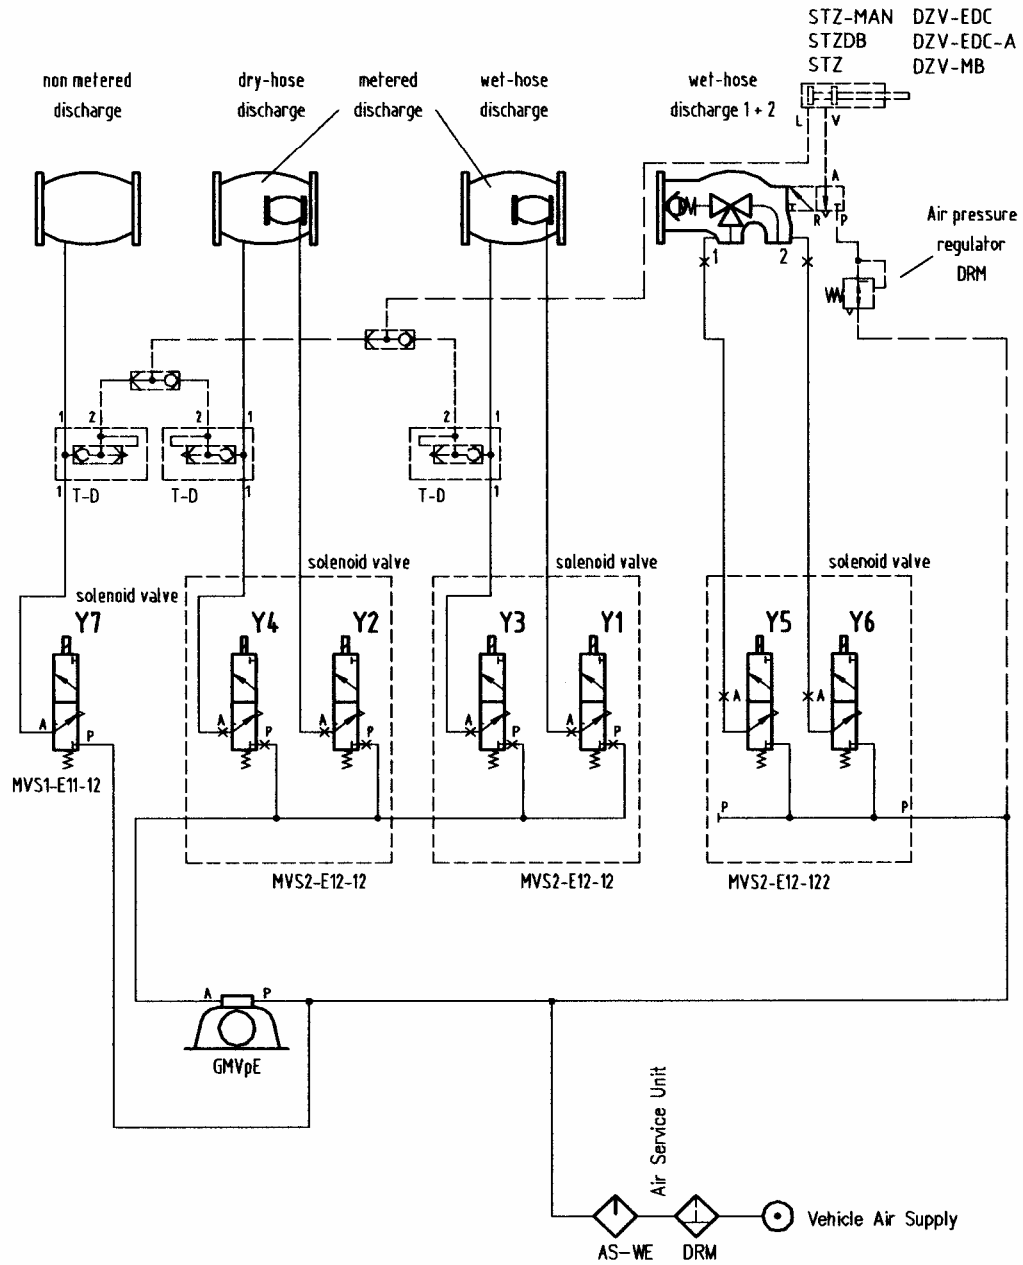 STZ-MAN DZV-EDC
STZDB DZV-EDC-A
STZ DZV-MB
non metered
discharge
dry-hose
discharge
metered
discharge
wet-hose
discharge
wet-hose
discharge 1 + 2
L V
A
R P
Air pressure
regulator
DRM
1 2
1 2
2 1
2 1
1 T-D
T-D 1
T-D 1
solenoid valve
solenoid valve
solenoid valve
solenoid valve
Y7
Y4
Y2
Y3
Y1
Y5
Y6
A P
A P
A P
A P
A P
A
A
P P
MVS1-E11-12
MVS2-E12-12
MVS2-E12-12
MVS2-E12-122
A P
GMVpE
Air Service Unit
Vehicle Air Supply
AS-WE DRM